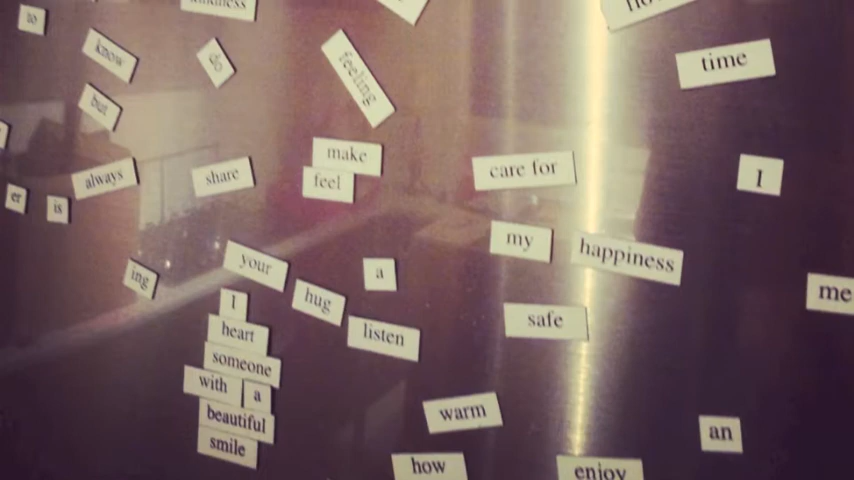 to
kindness
know
go
feeling
time
but
make
feel
care for
I
always
share
er
is
my
happiness
your
a
ing
hug
me
I
heart
listen
safe
someone
with a
beautiful
smile
warm
an
how
enjoy